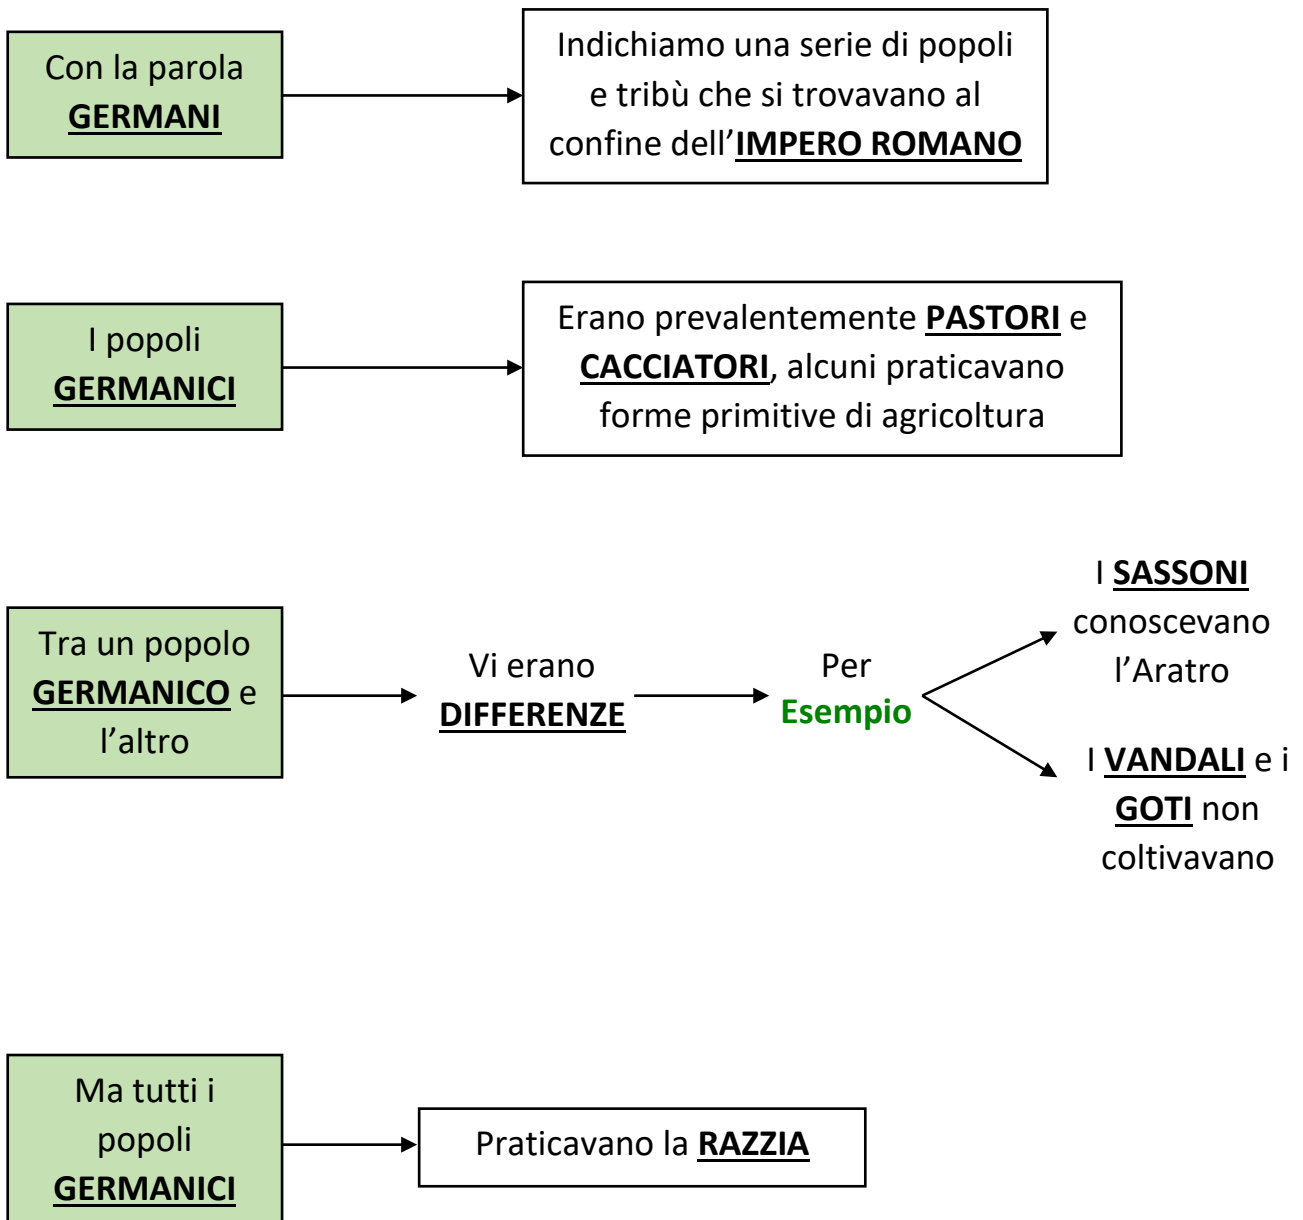 Con la parola
GERMANI
Indichiamo una serie di popoli
e tribù che si trovavano al
confine dell’IMPERO ROMANO
I popoli
GERMANICI
Erano prevalentemente PASTORI e
CACCIATORI, alcuni praticavano
forme primitive di agricoltura
Tra un popolo
GERMANICO e
l’altro
Vi erano
DIFFERENZE
Per
Esempio
I SASSONI
conoscevano
l’Aratro
I VANDALI e i
GOTI non
coltivavano
Ma tutti i
popoli
GERMANICI
Praticavano la RAZZIA